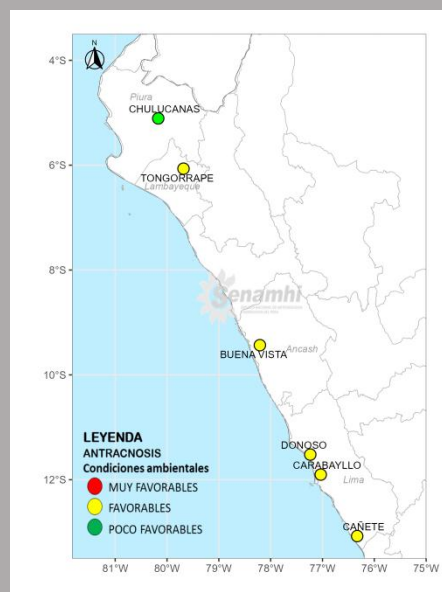 N
4°S
Piura
CHULUCANAS
6°S
TONGORRAPE
Lambayeque
8°S
Senamhi
BUENA VISTA
Ancash
10°S
LEYENDA
ANTRACNOSIS
Condiciones ambientales
MUY FAVORABLES
FAVORABLES
POCO FAVORABLES
DONOSO
CARABAYLLO
12°S
Lima
CAÑETE
81°W 80°W 79°W 78°W 77°W 76°W 75°W